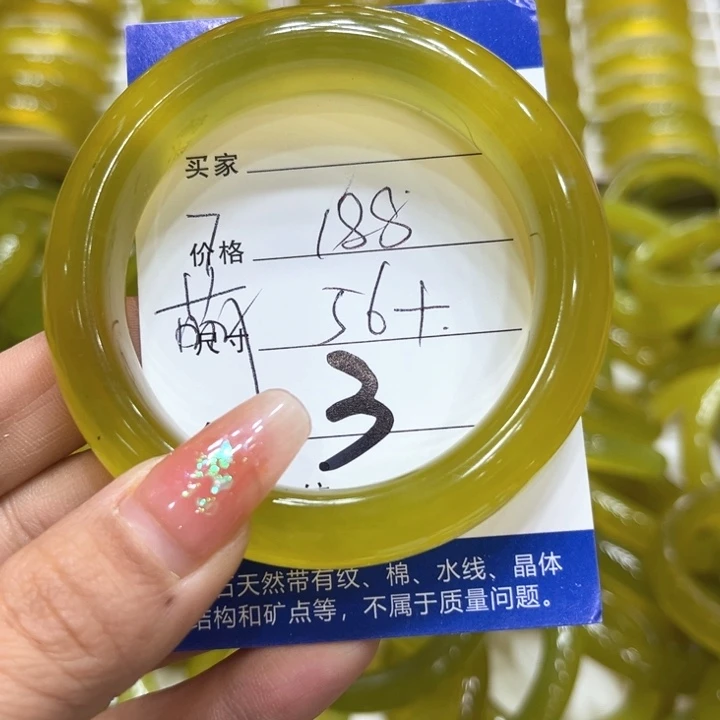 买家
价格 188
尺寸 56+.
3
石天然带有纹、棉、水线、晶体
结构和矿点等，不属于质量问题。